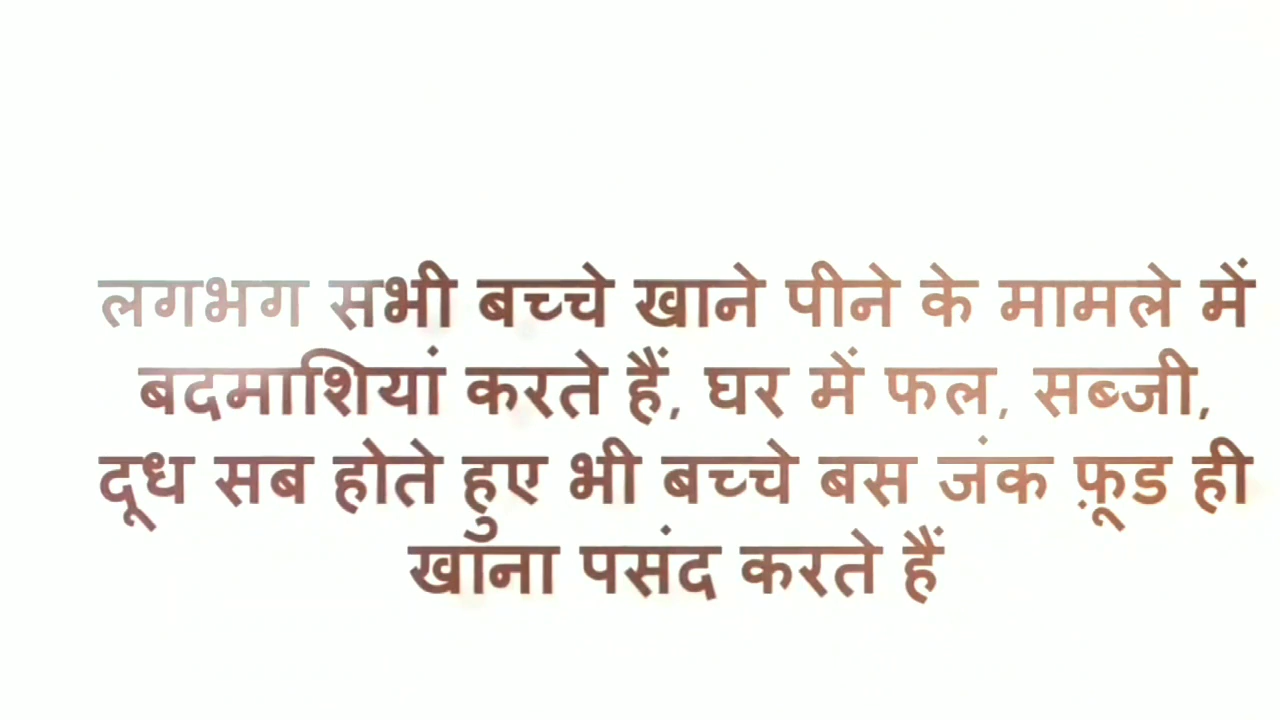 लगभग सभी बच्चे खाने पीने के मामले में
बदमाशियां करते हैं, घर में फल, सब्जी,
दूध सब होते हुए भी बच्चे बस जंक फ़ूड ही
खाना पसंद करते हैं